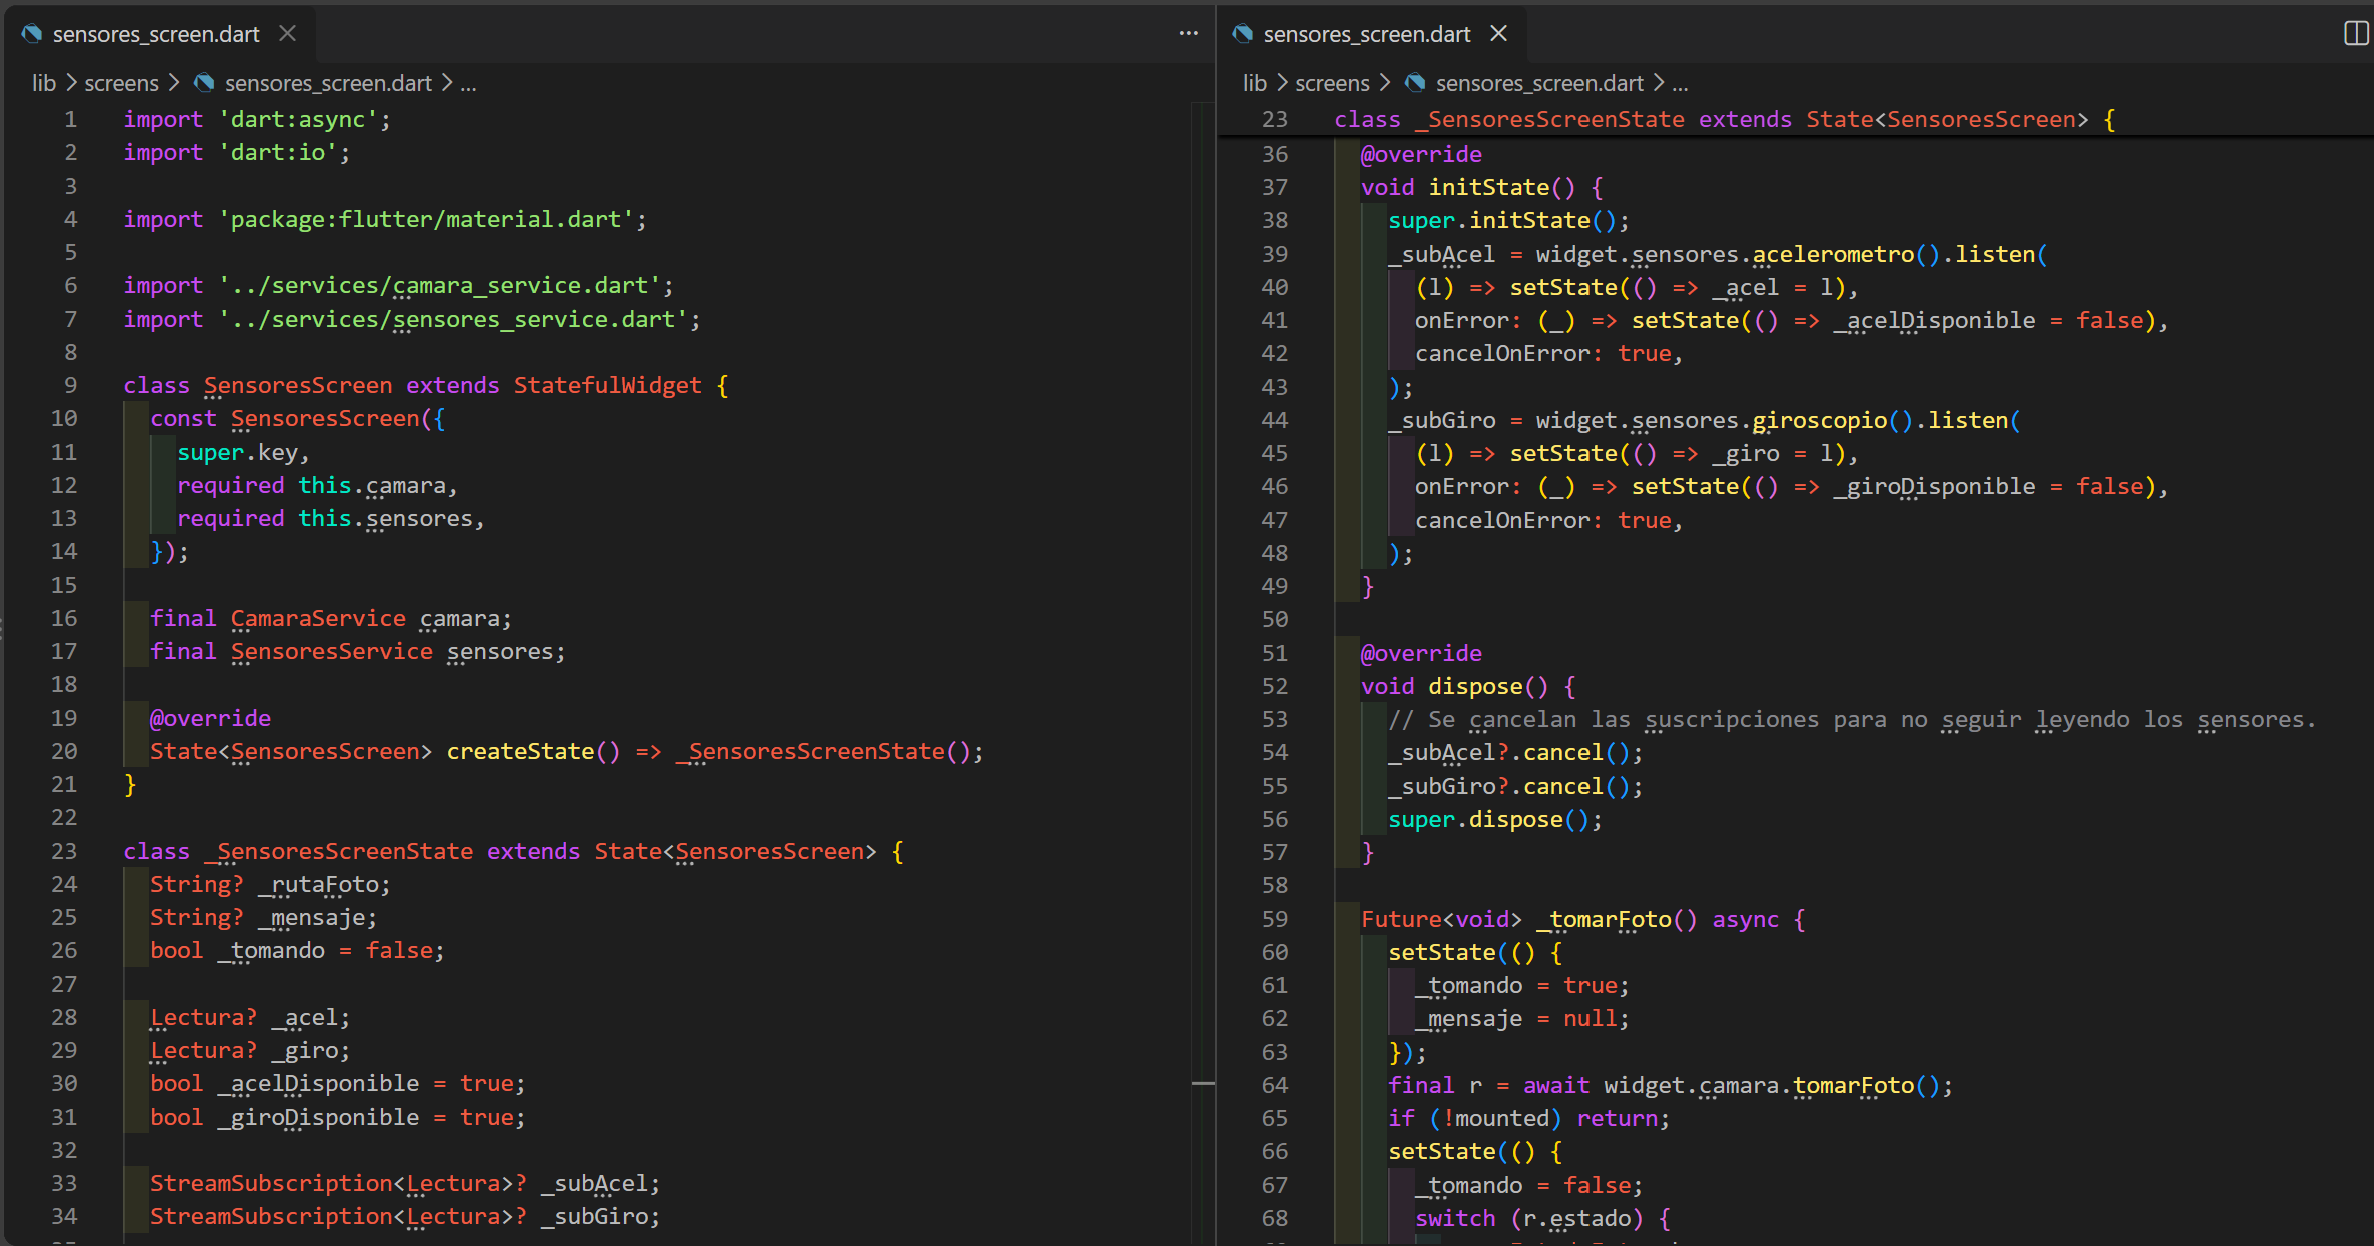 sensores_screen.dart
lib > screens > sensores_screen.dart > ...
1 import 'dart:async';
2 import 'dart:io';
3
4 import 'package:flutter/material.dart';
5
6 import '../services/camara_service.dart';
7 import '../services/sensores_service.dart';
8
9 class SensoresScreen extends StatefulWidget {
10 const SensoresScreen({
11 super.key,
12 required this.camara,
13 required this.sensores,
14 });
15
16 final CamaraService camara;
17 final SensoresService sensores;
18
19 @override
20 State<SensoresScreen> createState() => _SensoresScreenState();
21 }
22
23 class _SensoresScreenState extends State<SensoresScreen> {
24 String? _rutaFoto;
25 String? _mensaje;
26 bool _tomando = false;
27
28 Lectura? _acel;
29 Lectura? _giro;
30 bool _acelDisponible = true;
31 bool _giroDisponible = true;
32
33 StreamSubscription<Lectura>? _subAcel;
34 StreamSubscription<Lectura>? _subGiro;
sensores_screen.dart
lib > screens > sensores_screen.dart > ...
23 class _SensoresScreenState extends State<SensoresScreen> {
36 @override
37 void initState() {
38 super.initState();
39 _subAcel = widget.sensores.acelerometro().listen(
40 (l) => setState(() => _acel = l),
41 onError: (_) => setState(() => _acelDisponible = false),
42 cancelOnError: true,
43 );
44 _subGiro = widget.sensores.giroscopio().listen(
45 (l) => setState(() => _giro = l),
46 onError: (_) => setState(() => _giroDisponible = false),
47 cancelOnError: true,
48 );
49 }
50
51 @override
52 void dispose() {
53 // Se cancelan las suscripciones para no seguir leyendo los sensores.
54 _subAcel?.cancel();
55 _subGiro?.cancel();
56 super.dispose();
57 }
58
59 Future<void> _tomarFoto() async {
60 setState(() {
61 _tomando = true;
62 _mensaje = null;
63 });
64 final r = await widget.camara.tomarFoto();
65 if (!mounted) return;
66 setState(() {
67 _tomando = false;
68 switch (r.estado) {